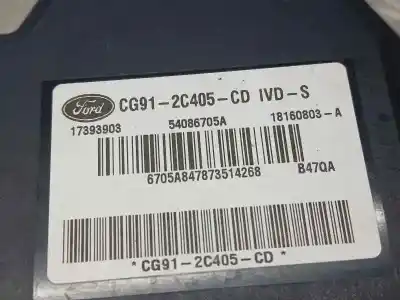 Ford CG91-2C405-CD IVD-S
17393903 54086705A 18160803-A
6705A847873514268 B47QA
*CG91-2C405-CD*